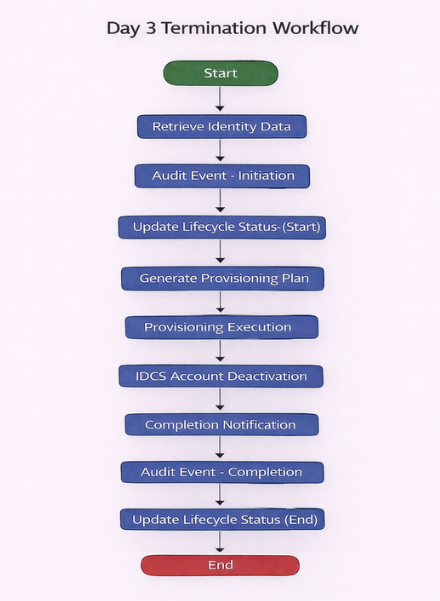 Day 3 Termination Workflow
Start
Retrieve Identity Data
Audit Event - Initiation
Update Lifecycle Status-(Start)
Generate Provisioning Plan
Provisioning Execution
IDCS Account Deactivation
Completion Notification
Audit Event - Completion
Update Lifecycle Status (End)
End